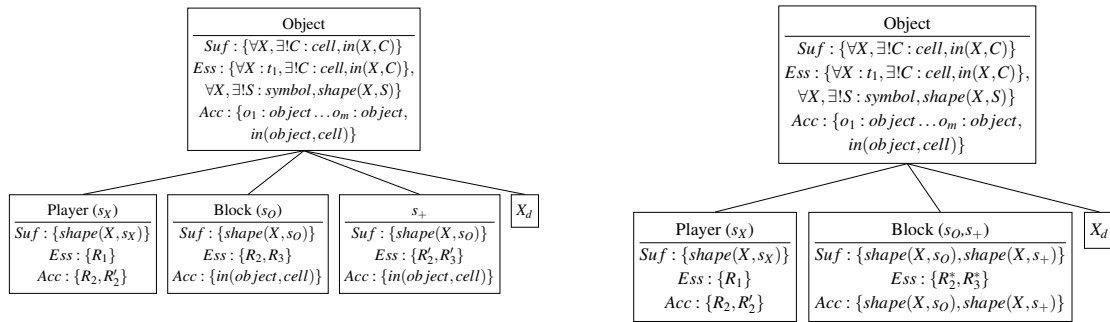 Object
Suf : {∀X, ∃!C : cell, in(X,C)}
Ess : {∀X : t₁, ∃!C : cell, in(X,C)},
∀X, ∃!S : symbol, shape(X,S)}
Acc : {o₁ : object ... oₘ : object,
in(object, cell)}
Player (s_X)
Suf : {shape(X, s_X)}
Ess : {R₁}
Acc : {R₂, R′₂}
Block (s_O)
Suf : {shape(X, s_O)}
Ess : {R₂, R₃}
Acc : {in(object, cell)}
s₊
Suf : {shape(X, s_O)}
Ess : {R′₂, R′₃}
Acc : {in(object, cell)}
X_d
Object
Suf : {∀X, ∃!C : cell, in(X,C)}
Ess : {∀X : t₁, ∃!C : cell, in(X,C)},
∀X, ∃!S : symbol, shape(X,S)}
Acc : {o₁ : object ... oₘ : object,
in(object, cell)}
Player (s_X)
Suf : {shape(X, s_X)}
Ess : {R₁}
Acc : {R₂, R′₂}
Block (s_O, s₊)
Suf : {shape(X, s_O), shape(X, s₊)}
Ess : {R₂*, R₃*}
Acc : {shape(X, s_O), shape(X, s₊)}
X_d